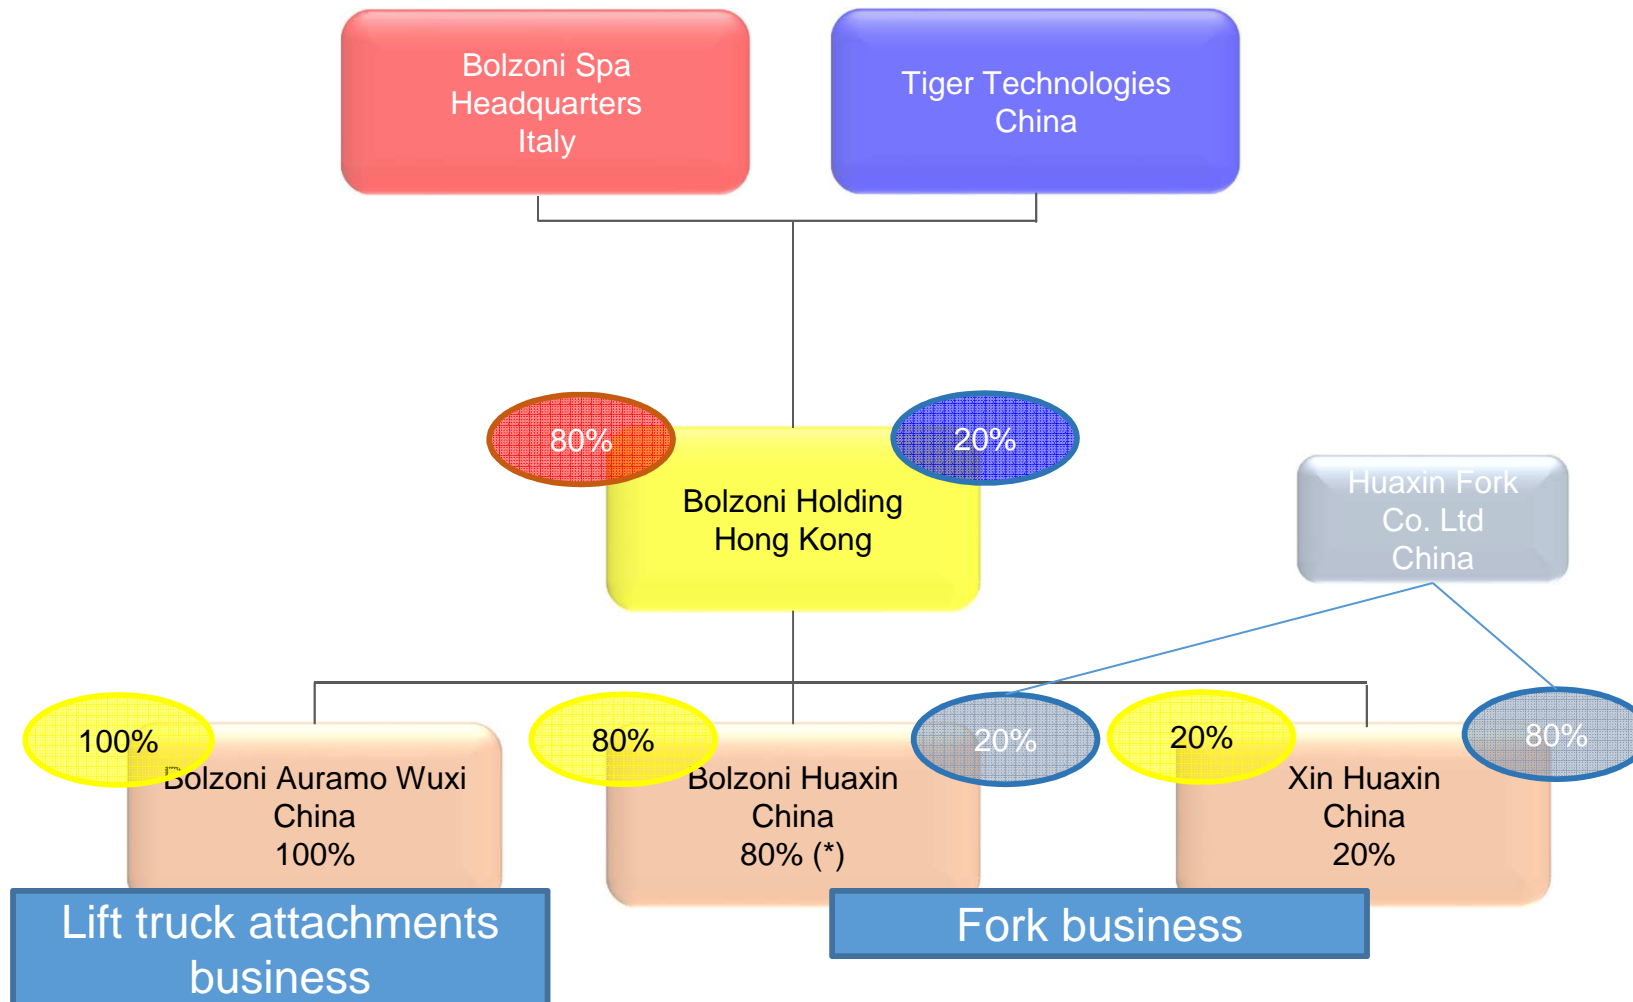 Bolzoni Spa
Headquarters
Italy
Tiger Technologies
China
80%
20%
Bolzoni Holding
Hong Kong
Huaxin Fork
Co. Ltd
China
100%
80%
20%
20%
80%
Bolzoni Auramo Wuxi
China
100%
Bolzoni Huaxin
China
80% (*)
Xin Huaxin
China
20%
Lift truck attachments
business
Fork business